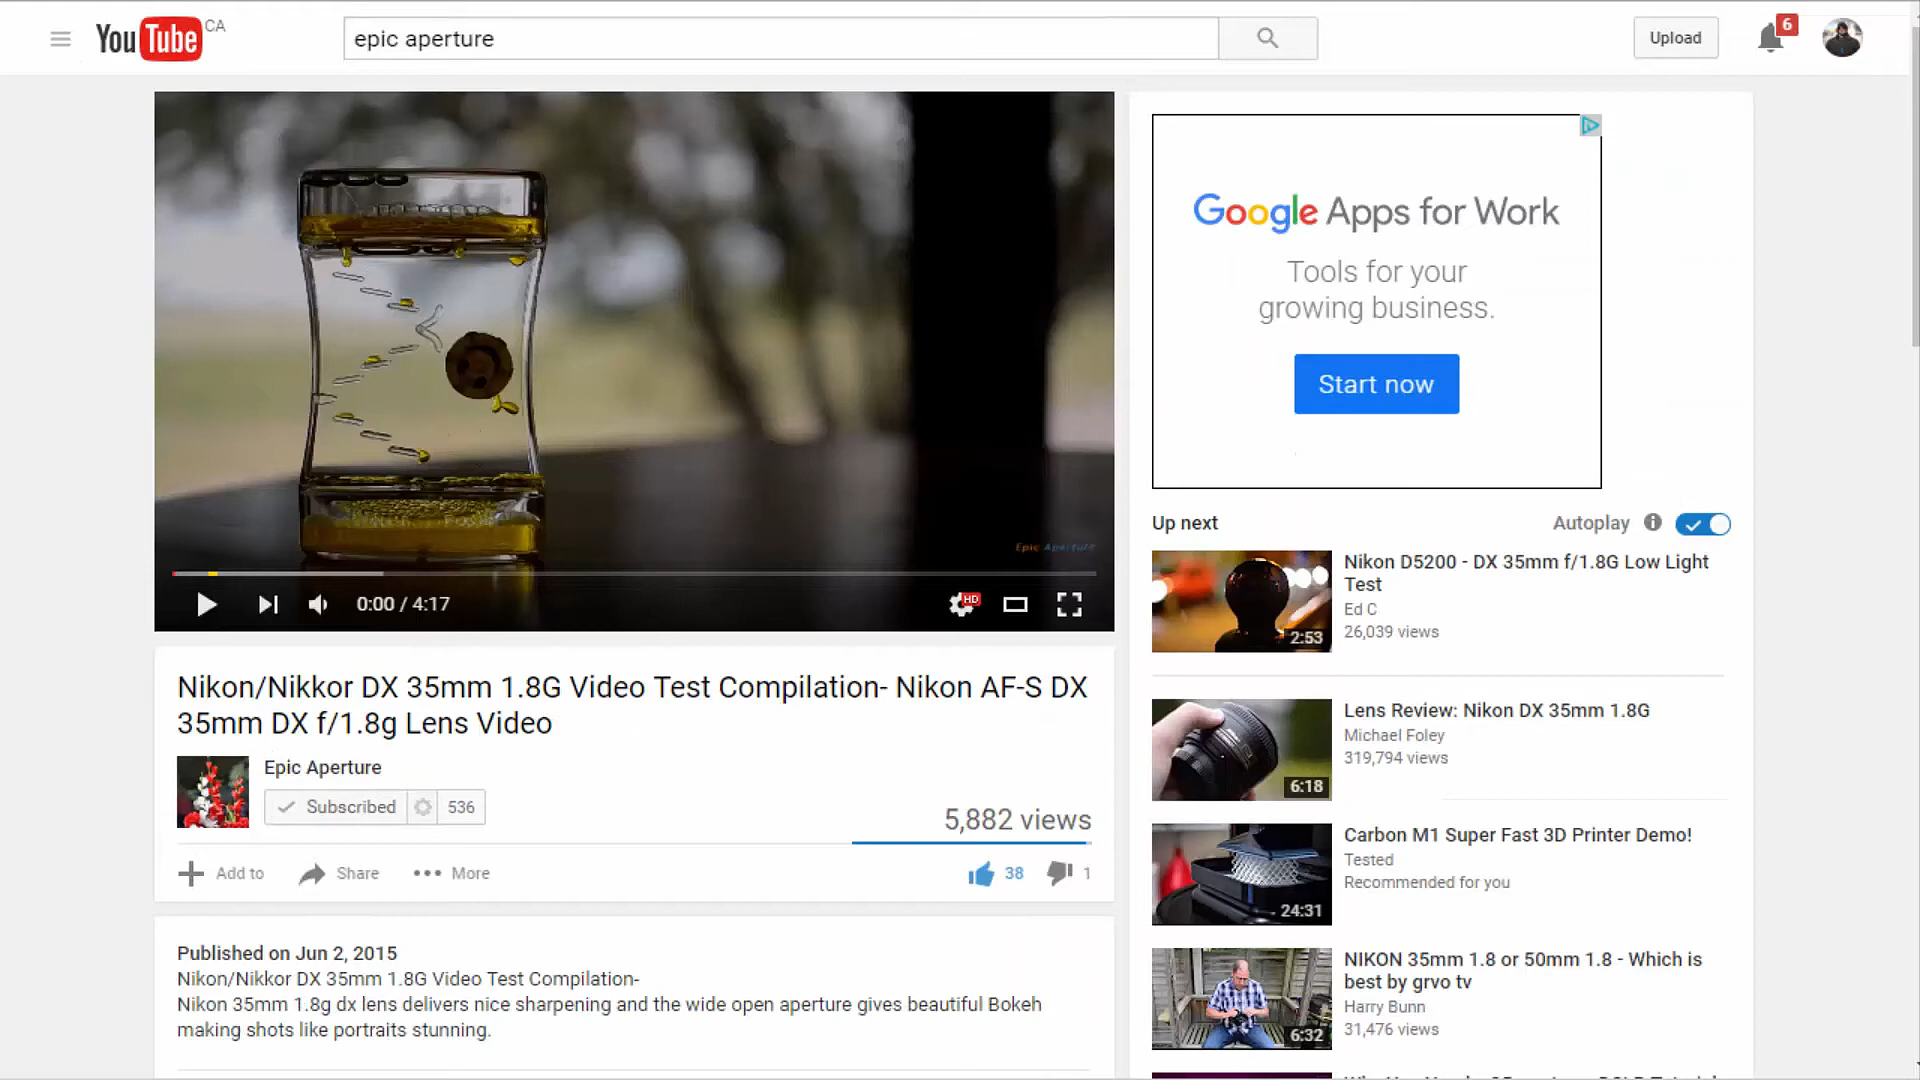 YouTube CA
epic aperture
Upload
6
Epic Aperture
0:00 / 4:17
HD
Nikon/Nikkor DX 35mm 1.8G Video Test Compilation- Nikon AF-S DX
35mm DX f/1.8g Lens Video
Epic Aperture
Subscribed
536
5,882 views
Add to
Share
More
38
1
Published on Jun 2, 2015
Nikon/Nikkor DX 35mm 1.8G Video Test Compilation-
Nikon 35mm 1.8g dx lens delivers nice sharpening and the wide open aperture gives beautiful Bokeh
making shots like portraits stunning.
Google Apps for Work
Tools for your
growing business.
Start now
Up next
Autoplay
2:53
Nikon D5200 - DX 35mm f/1.8G Low Light
Test
Ed C
26,039 views
6:18
Lens Review: Nikon DX 35mm 1.8G
Michael Foley
319,794 views
24:31
Carbon M1 Super Fast 3D Printer Demo!
Tested
Recommended for you
6:32
NIKON 35mm 1.8 or 50mm 1.8 - Which is
best by grvo tv
Harry Bunn
31,476 views